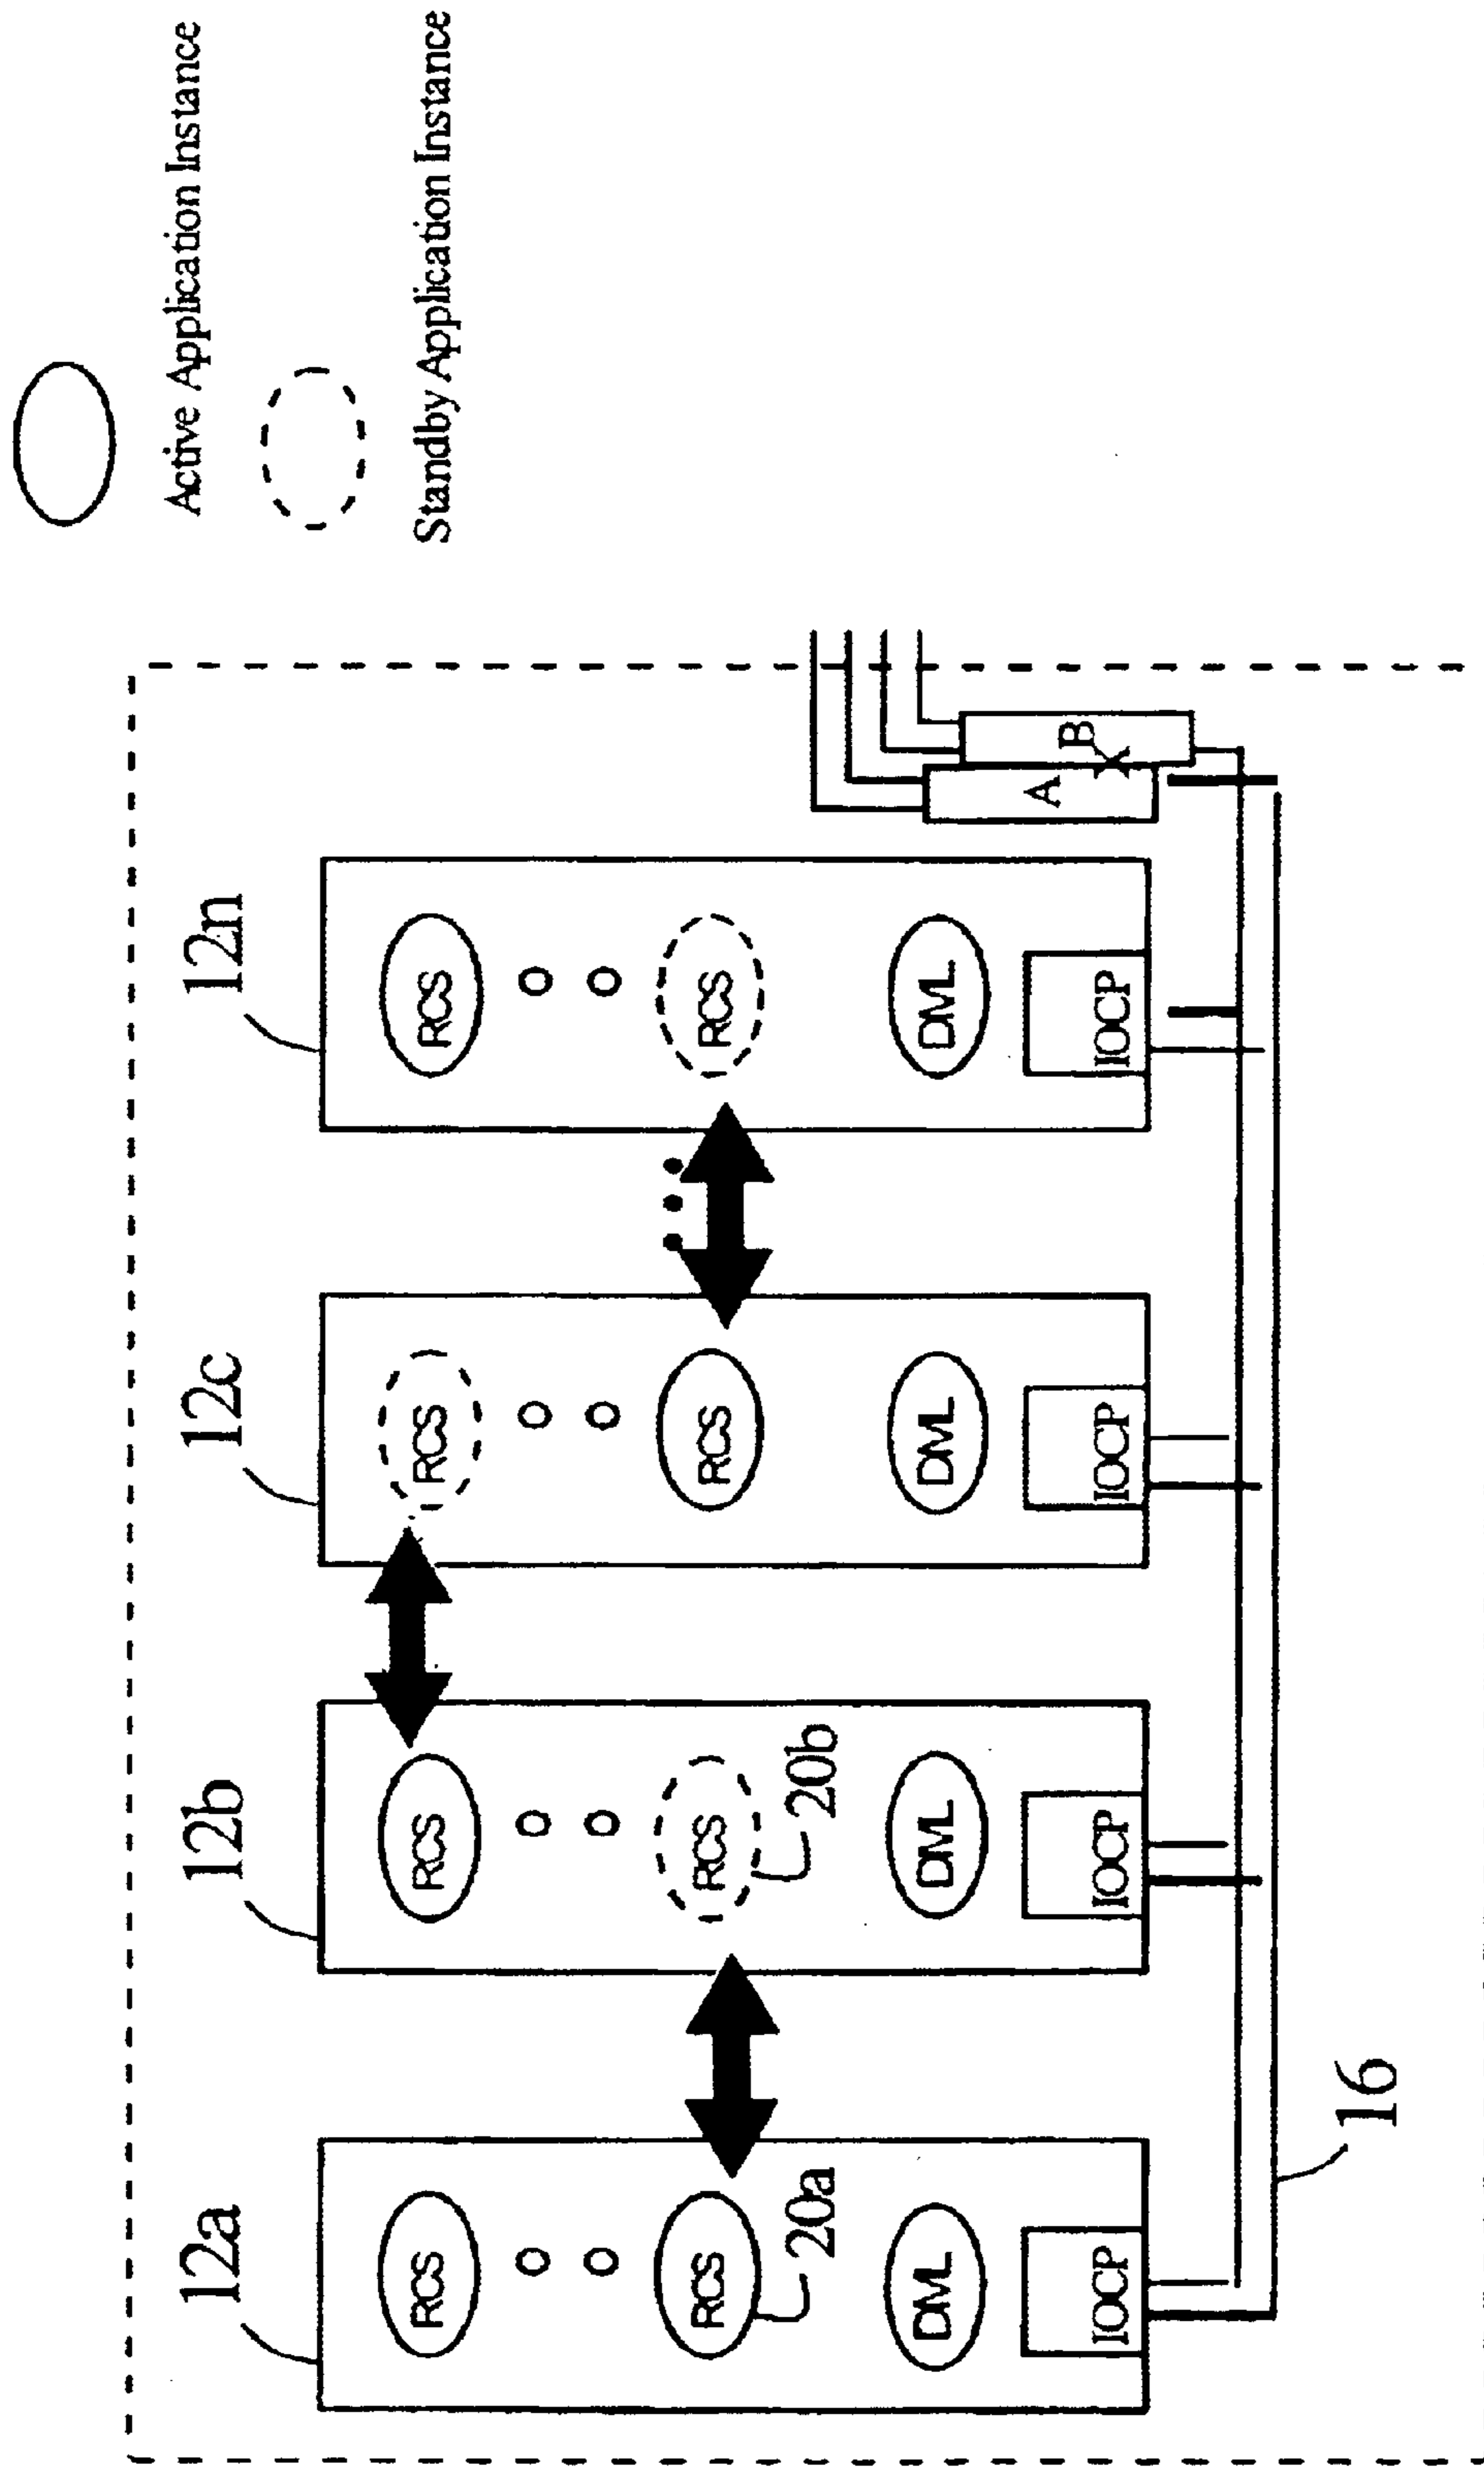 Active Application Instance
Standby Application Instance
12a
12b
12c
12n
RCS
RCS
RCS
RCS
RCS
RCS
RCS
RCS
20a
20b
DML
DML
DML
DML
IOCP
IOCP
IOCP
IOCP
A
B
X
16